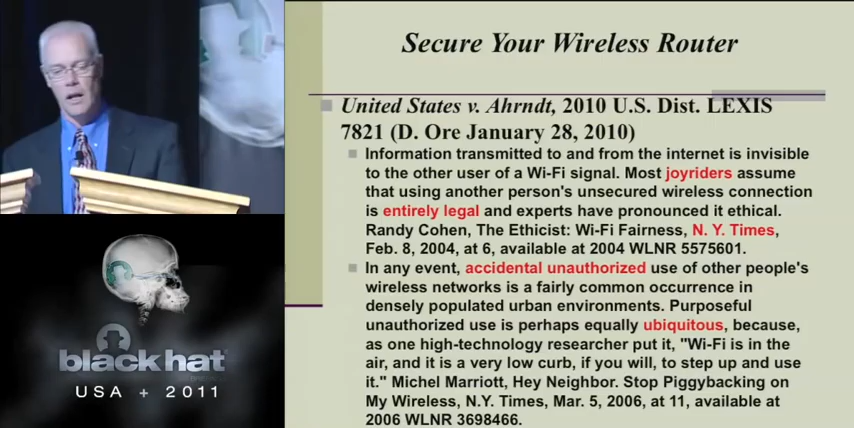 Secure Your Wireless Router
United States v. Ahrndt, 2010 U.S. Dist. LEXIS
7821 (D. Ore January 28, 2010)
Information transmitted to and from the internet is invisible
to the other user of a Wi-Fi signal. Most joyriders assume
that using another person's unsecured wireless connection
is entirely legal and experts have pronounced it ethical.
Randy Cohen, The Ethicist: Wi-Fi Fairness, N. Y. Times,
Feb. 8, 2004, at 6, available at 2004 WLNR 5575601.
In any event, accidental unauthorized use of other people's
wireless networks is a fairly common occurrence in
densely populated urban environments. Purposeful
unauthorized use is perhaps equally ubiquitous, because,
as one high-technology researcher put it, "Wi-Fi is in the
air, and it is a very low curb, if you will, to step up and use
it." Michel Marriott, Hey Neighbor. Stop Piggybacking on
My Wireless, N.Y. Times, Mar. 5, 2006, at 11, available at
2006 WLNR 3698466.
black hat
USA + 2011